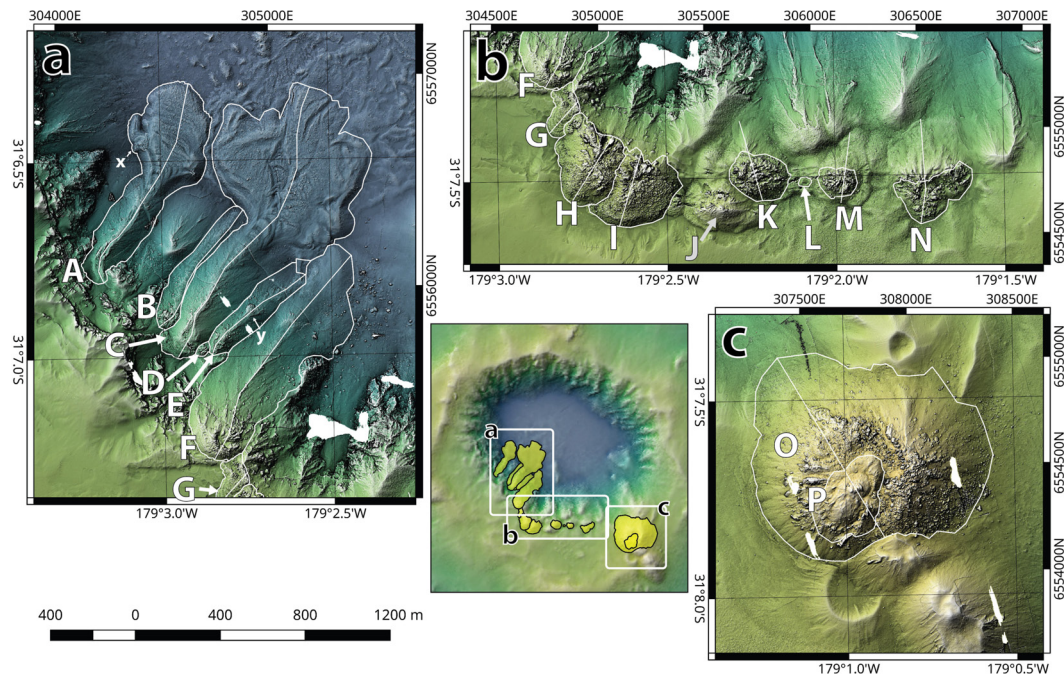 304000E
305000E
a
6557000N
x
31°6.5'S
A
B
6556000N
C
y
31°7.0'S
D
E
F
G
179°3.0'W
179°2.5'W
304500E
305000E
305500E
306000E
306500E
307000E
b
F
G
6555000N
31°7.5'S
H
I
J
K
L
M
N
6554500N
179°3.0'W
179°2.5'W
179°2.0'W
179°1.5'W
a
b
c
307500E
308000E
308500E
c
6555000N
31°7.5'S
O
6554500N
P
6554000N
31°8.0'S
179°1.0'W
179°0.5'W
400
0
400
800
1200 m